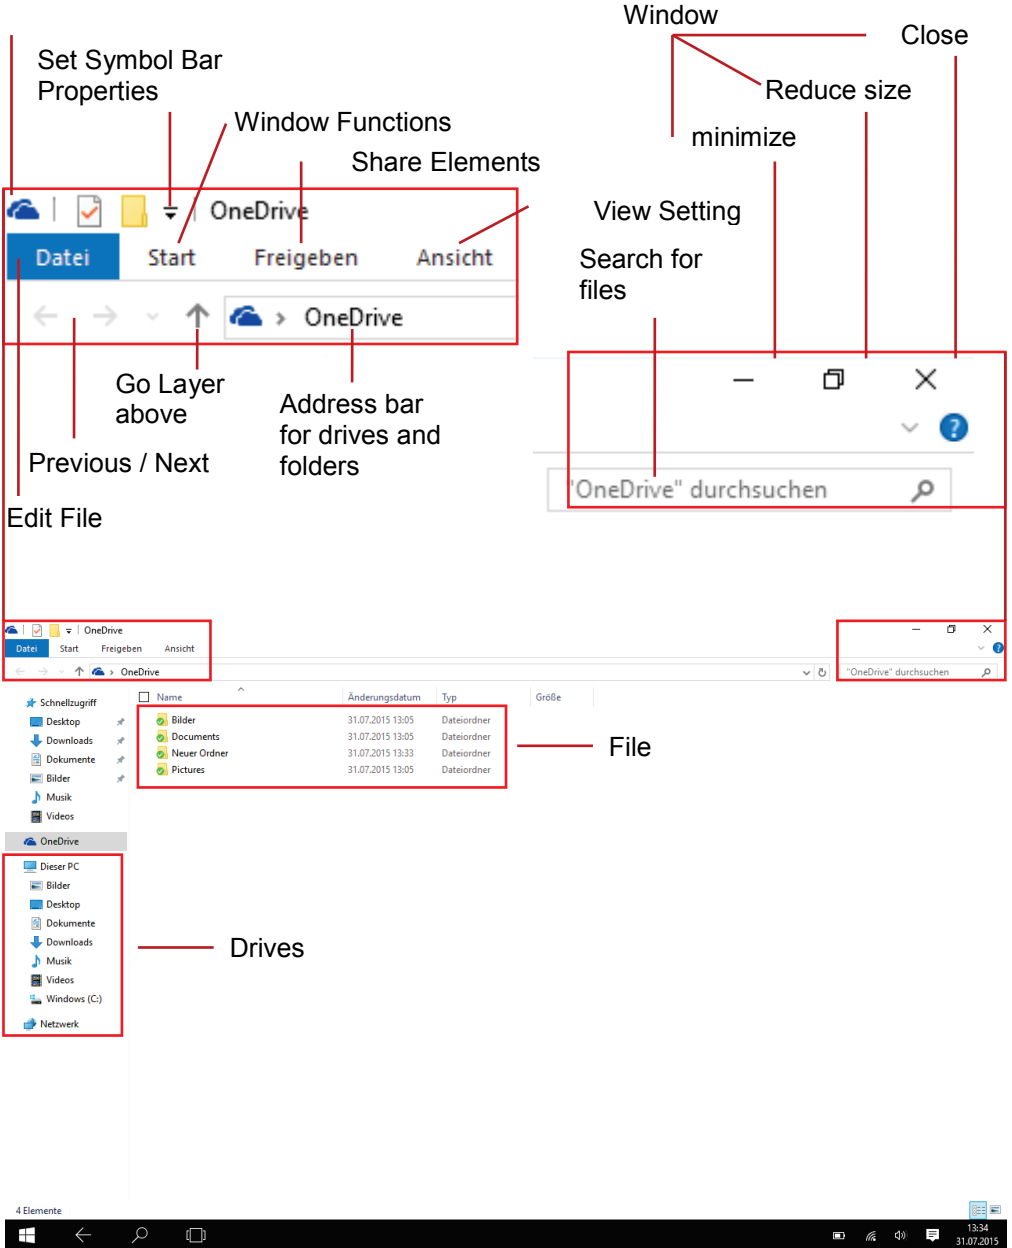 Window
Close
Set Symbol Bar
Properties
Reduce size
Window Functions
minimize
Share Elements
OneDrive
View Setting
Datei Start Freigeben Ansicht
Search for
files
OneDrive
Go Layer
above
Address bar
for drives and
folders
Previous / Next
"OneDrive" durchsuchen
Edit File
OneDrive
Datei Start Freigeben Ansicht
OneDrive
"OneDrive" durchsuchen
Name Änderungsdatum Typ Größe
Bilder 31.07.2015 13:05 Dateiordner
Documents 31.07.2015 13:05 Dateiordner
Neuer Ordner 31.07.2015 13:33 Dateiordner
Pictures 31.07.2015 13:05 Dateiordner
File
Schnellzugriff
Desktop
Downloads
Dokumente
Bilder
Musik
Videos
OneDrive
Dieser PC
Bilder
Desktop
Dokumente
Downloads
Musik
Videos
Windows (C:)
Netzwerk
Drives
4 Elemente
13:34
31.07.2015